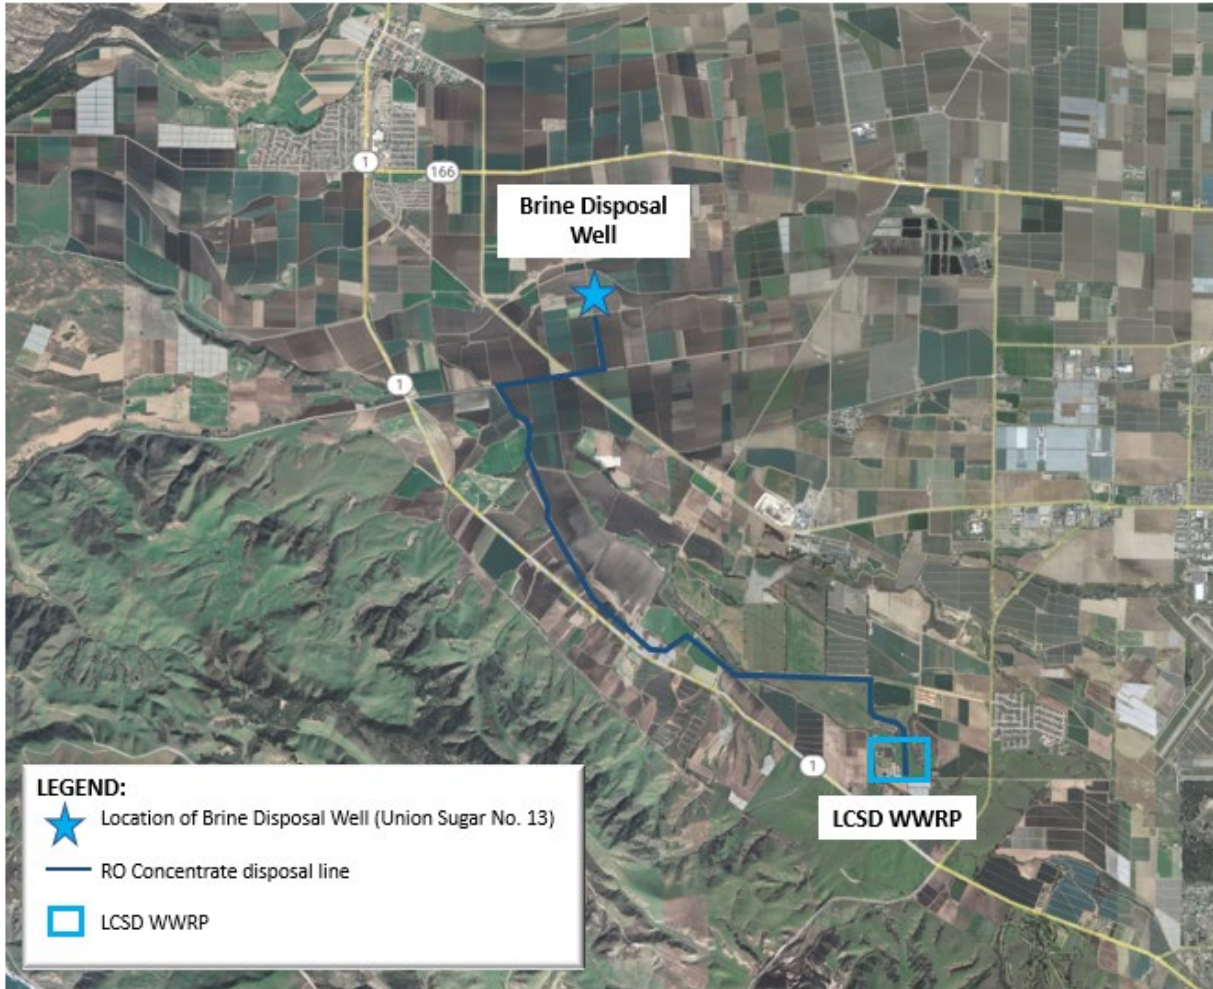 1
166
Brine Disposal
Well
1
1
LCSD WWRP
LEGEND:
Location of Brine Disposal Well (Union Sugar No. 13)
RO Concentrate disposal line
LCSD WWRP